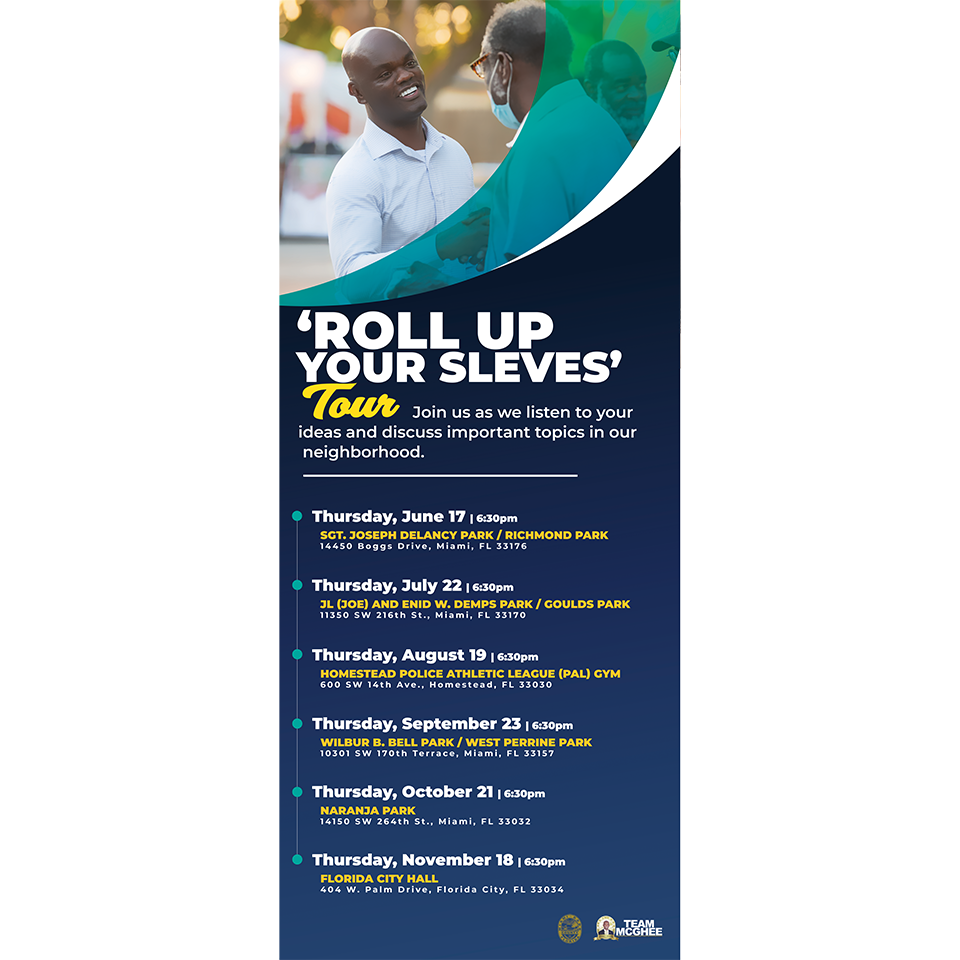 ‘ROLL UP
YOUR SLEVES’
Tour Join us as we listen to your
ideas and discuss important topics in our
neighborhood.
Thursday, June 17 | 6:30pm
SGT. JOSEPH DELANCY PARK / RICHMOND PARK
14450 Boggs Drive, Miami, FL 33176
Thursday, July 22 | 6:30pm
JL (JOE) AND ENID W. DEMPS PARK / GOULDS PARK
11350 SW 216th St., Miami, FL 33170
Thursday, August 19 | 6:30pm
HOMESTEAD POLICE ATHLETIC LEAGUE (PAL) GYM
600 SW 14th Ave., Homestead, FL 33030
Thursday, September 23 | 6:30pm
WILBUR B. BELL PARK / WEST PERRINE PARK
10301 SW 170th Terrace, Miami, FL 33157
Thursday, October 21 | 6:30pm
NARANJA PARK
14150 SW 264th St., Miami, FL 33032
Thursday, November 18 | 6:30pm
FLORIDA CITY HALL
404 W. Palm Drive, Florida City, FL 33034
TEAM
MCGHEE